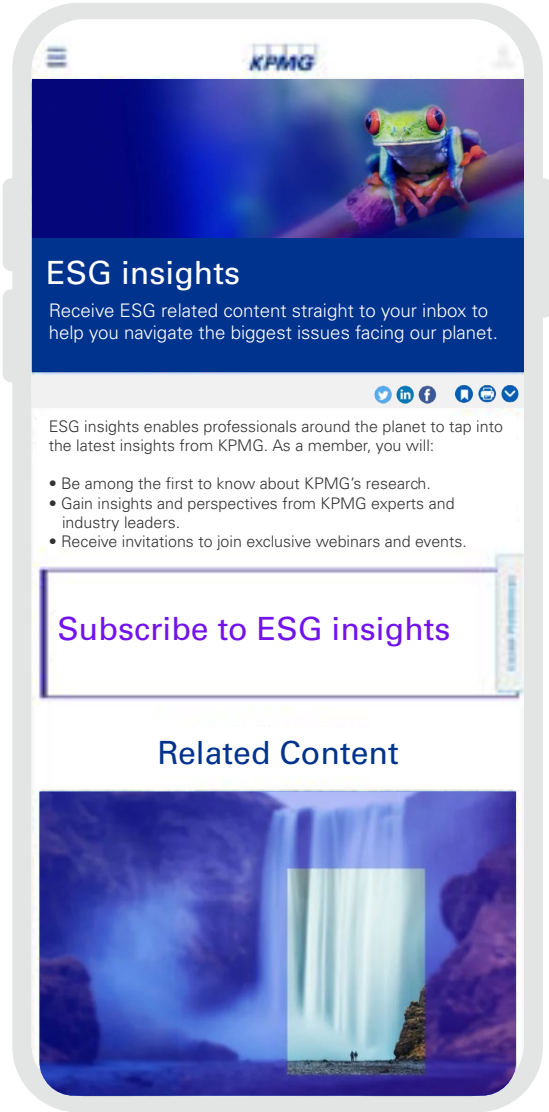 KPMG
ESG insights
Receive ESG related content straight to your inbox to
help you navigate the biggest issues facing our planet.
ESG insights enables professionals around the planet to tap into
the latest insights from KPMG. As a member, you will:
• Be among the first to know about KPMG's research.
• Gain insights and perspectives from KPMG experts and
industry leaders.
• Receive invitations to join exclusive webinars and events.
Subscribe to ESG insights
Related Content